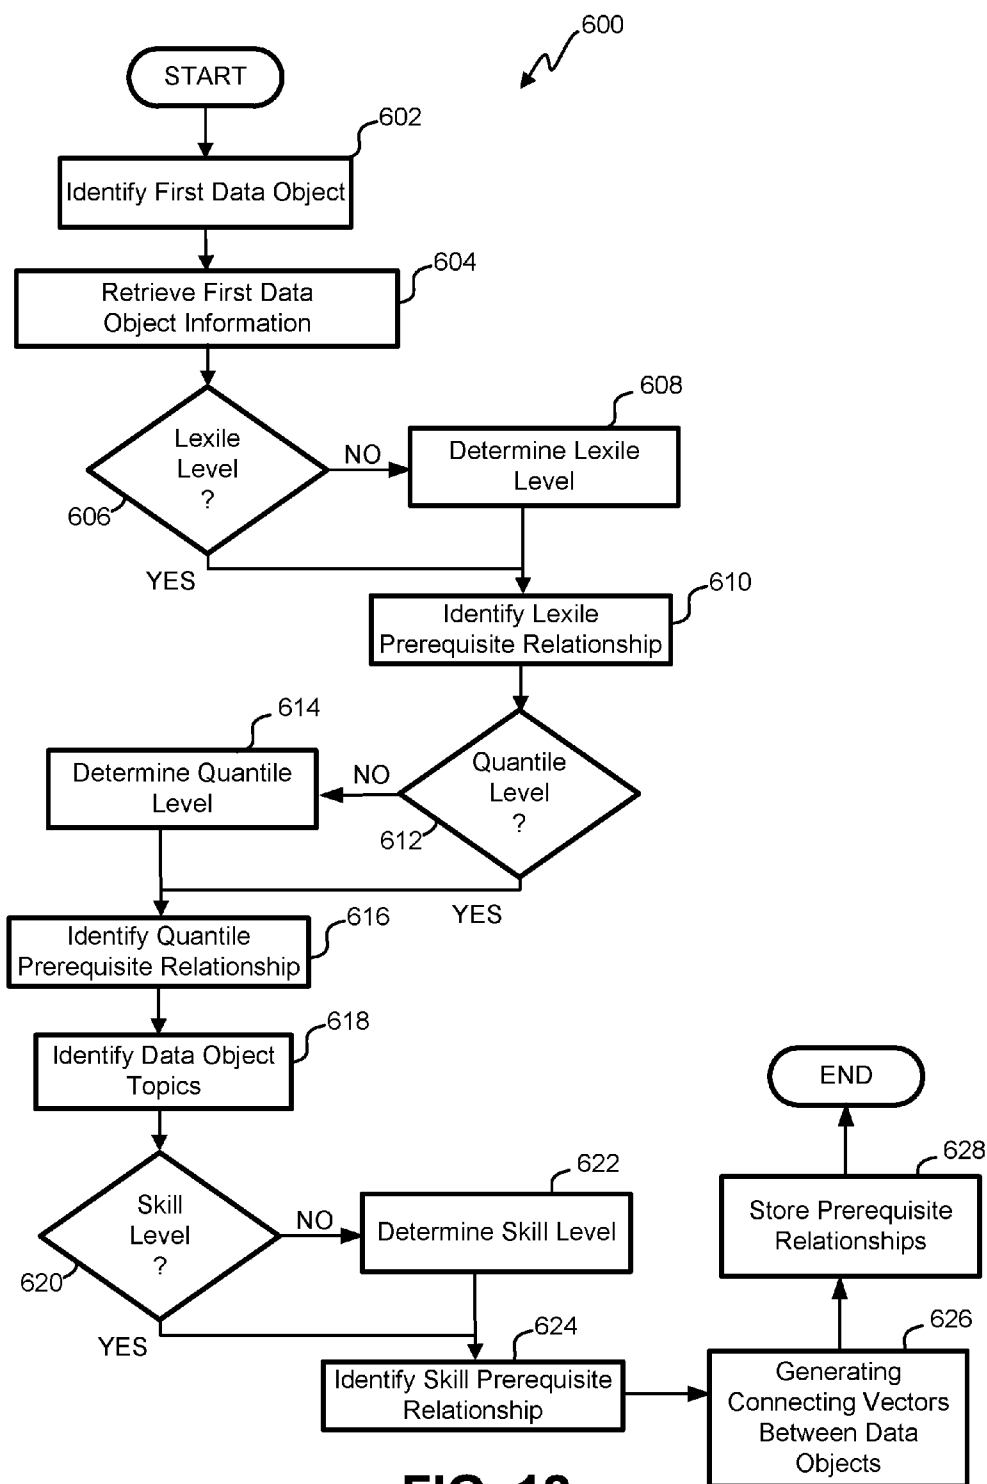 600
START
602
Identify First Data Object
604
Retrieve First Data
Object Information
Lexile
Level
?
606
NO
YES
608
Determine Lexile
Level
610
Identify Lexile
Prerequisite Relationship
Quantile
Level
?
612
NO
YES
614
Determine Quantile
Level
616
Identify Quantile
Prerequisite Relationship
618
Identify Data Object
Topics
Skill
Level
?
620
NO
YES
622
Determine Skill Level
624
Identify Skill Prerequisite
Relationship
626
Generating
Connecting Vectors
Between Data
Objects
628
Store Prerequisite
Relationships
END